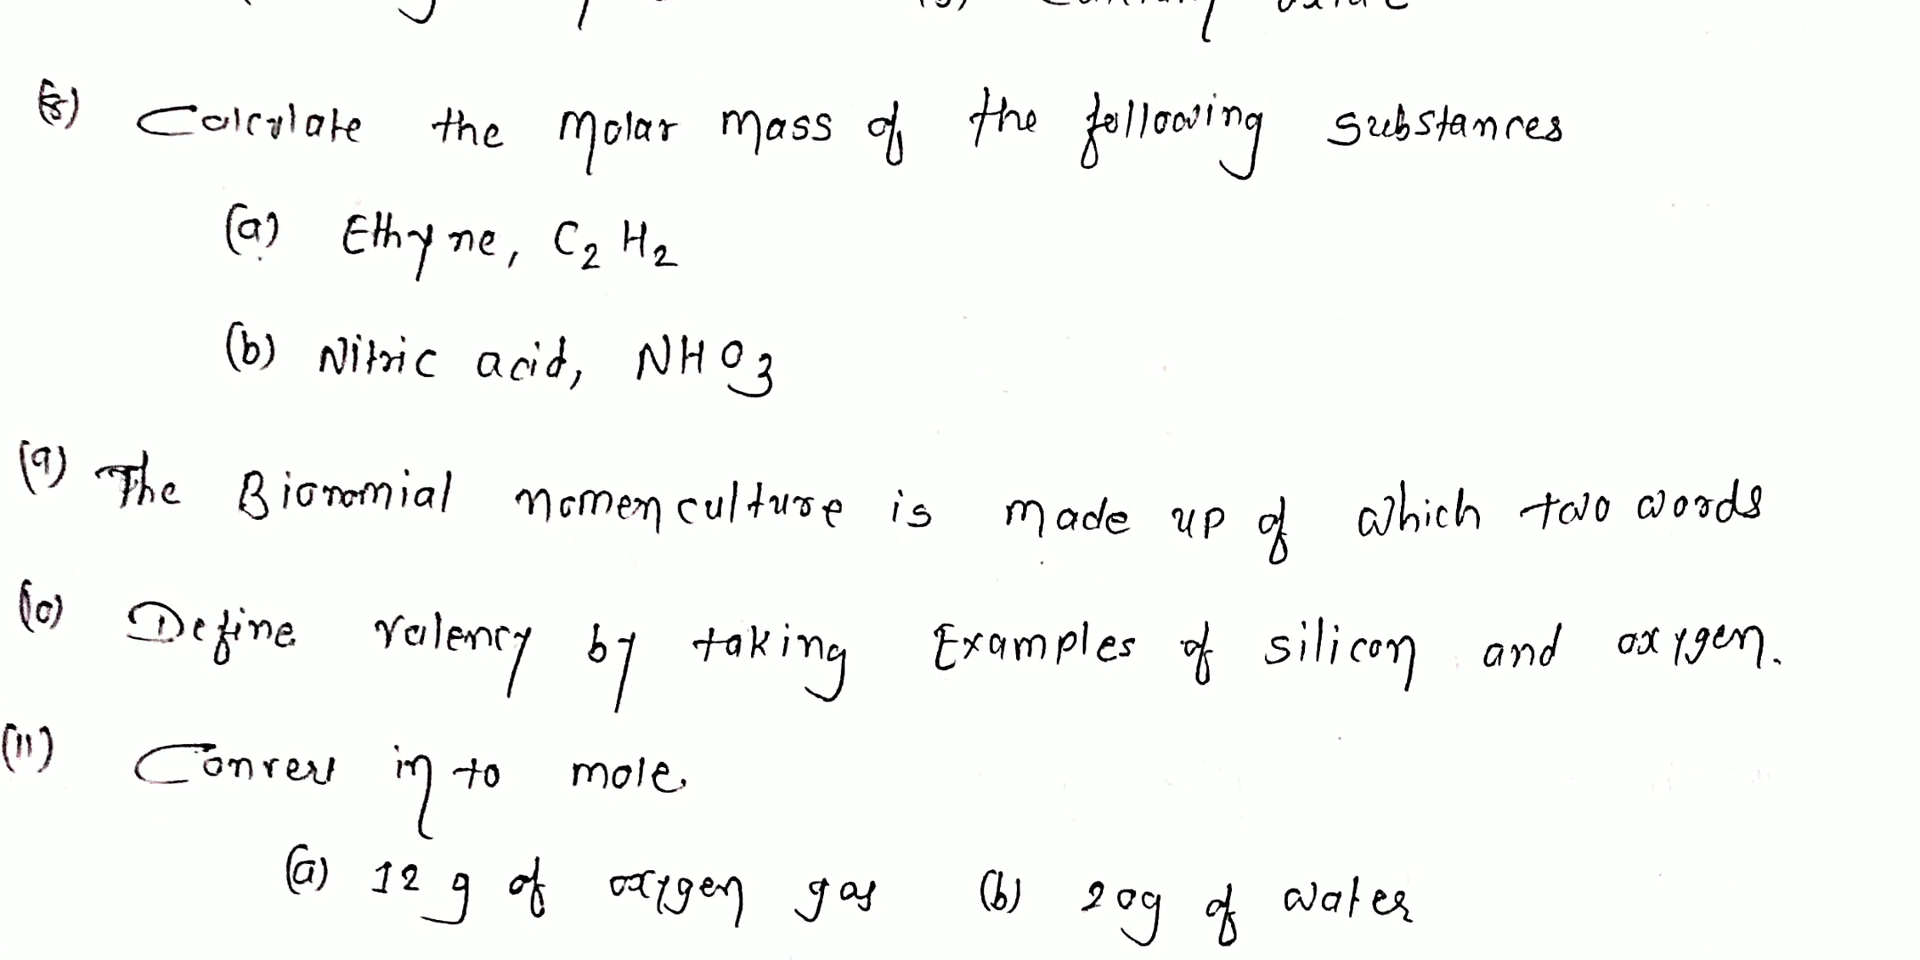 (8) Calculate the Molar mass of the following substances
(a) Ethyne, C2 H2
(b) Nitric acid, NHO3
(9) The Bionomial nomenculture is made up of which two words
(10) Define valency by taking Examples of silicon and oxygen.
(11) Convert in to mole
(a) 12 g of oxygen gas (b) 20g of water